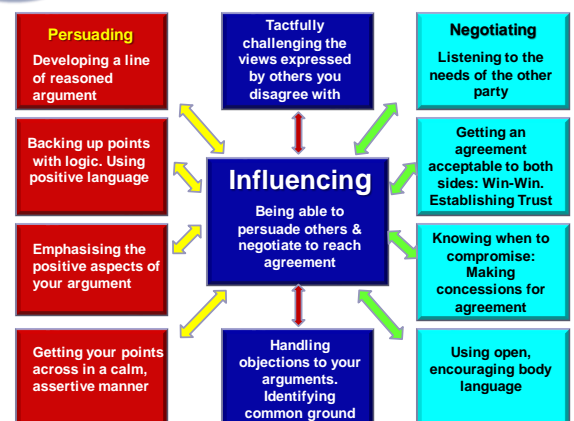 Persuading
Developing a line
of reasoned
argument
Tactfully
challenging the
views expressed
by others you
disagree with
Negotiating
Listening to the
needs of the other
party
Backing up points
with logic. Using
positive language
Influencing
Being able to
persuade others &
negotiate to reach
agreement
Getting an
agreement
acceptable to both
sides: Win-Win.
Establishing Trust
Emphasising the
positive aspects of
your argument
Knowing when to
compromise:
Making
concessions for
agreement
Getting your points
across in a calm,
assertive manner
Handling
objections to your
arguments.
Identifying
common ground
Using open,
encouraging body
language